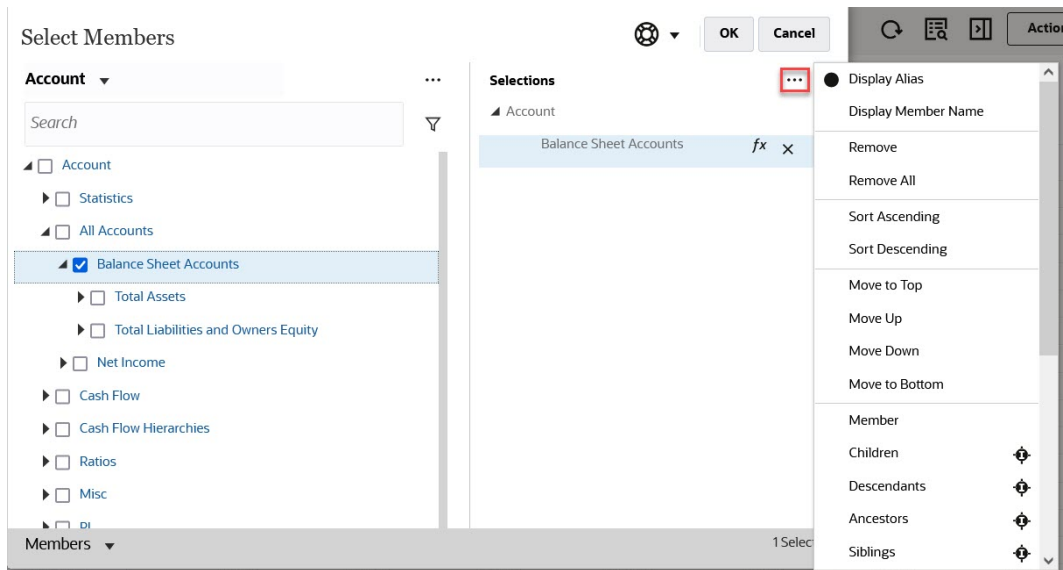 Select Members
OK
Cancel
Account
Search
Account
Statistics
All Accounts
Balance Sheet Accounts
Total Assets
Total Liabilities and Owners Equity
Net Income
Cash Flow
Cash Flow Hierarchies
Ratios
Misc
Members
Selections
Account
Balance Sheet Accounts
fx
1 Selec
Actio
Display Alias
Display Member Name
Remove
Remove All
Sort Ascending
Sort Descending
Move to Top
Move Up
Move Down
Move to Bottom
Member
Children
Descendants
Ancestors
Siblings